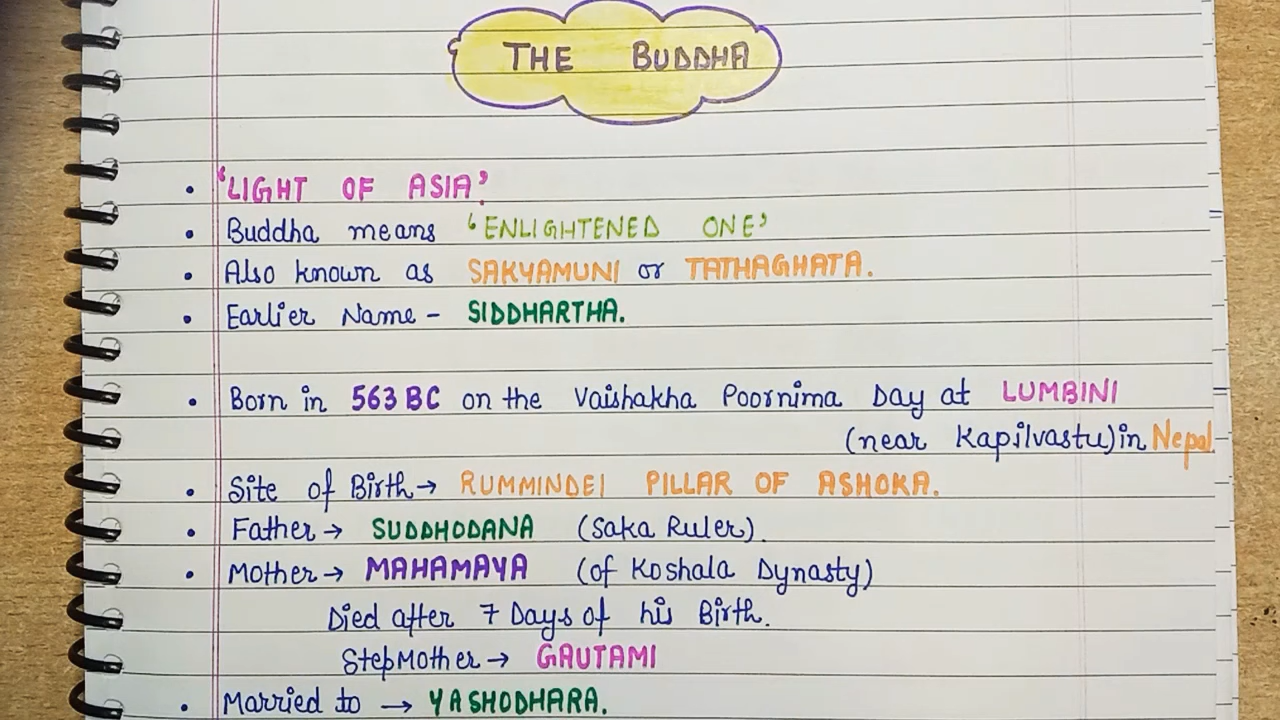 THE BUDDHA
• 'LIGHT OF ASIA'.
• Buddha means 'ENLIGHTENED ONE'
• Also known as SAKYAMUNI or TATHAGHATA.
• Earlier Name - SIDDHARTHA.
• Born in 563 BC on the Vaishakha Poornima Day at LUMBINI
(near Kapilvastu) in Nepal.
• Site of Birth → RUMMINDEI PILLAR OF ASHOKA.
• Father → SUDDHODANA (Saka Ruler).
• Mother → MAHAMAYA (of Koshala Dynasty)
Died after 7 Days of his Birth.
StepMother → GAUTAMI
• Married to → YASHODHARA.